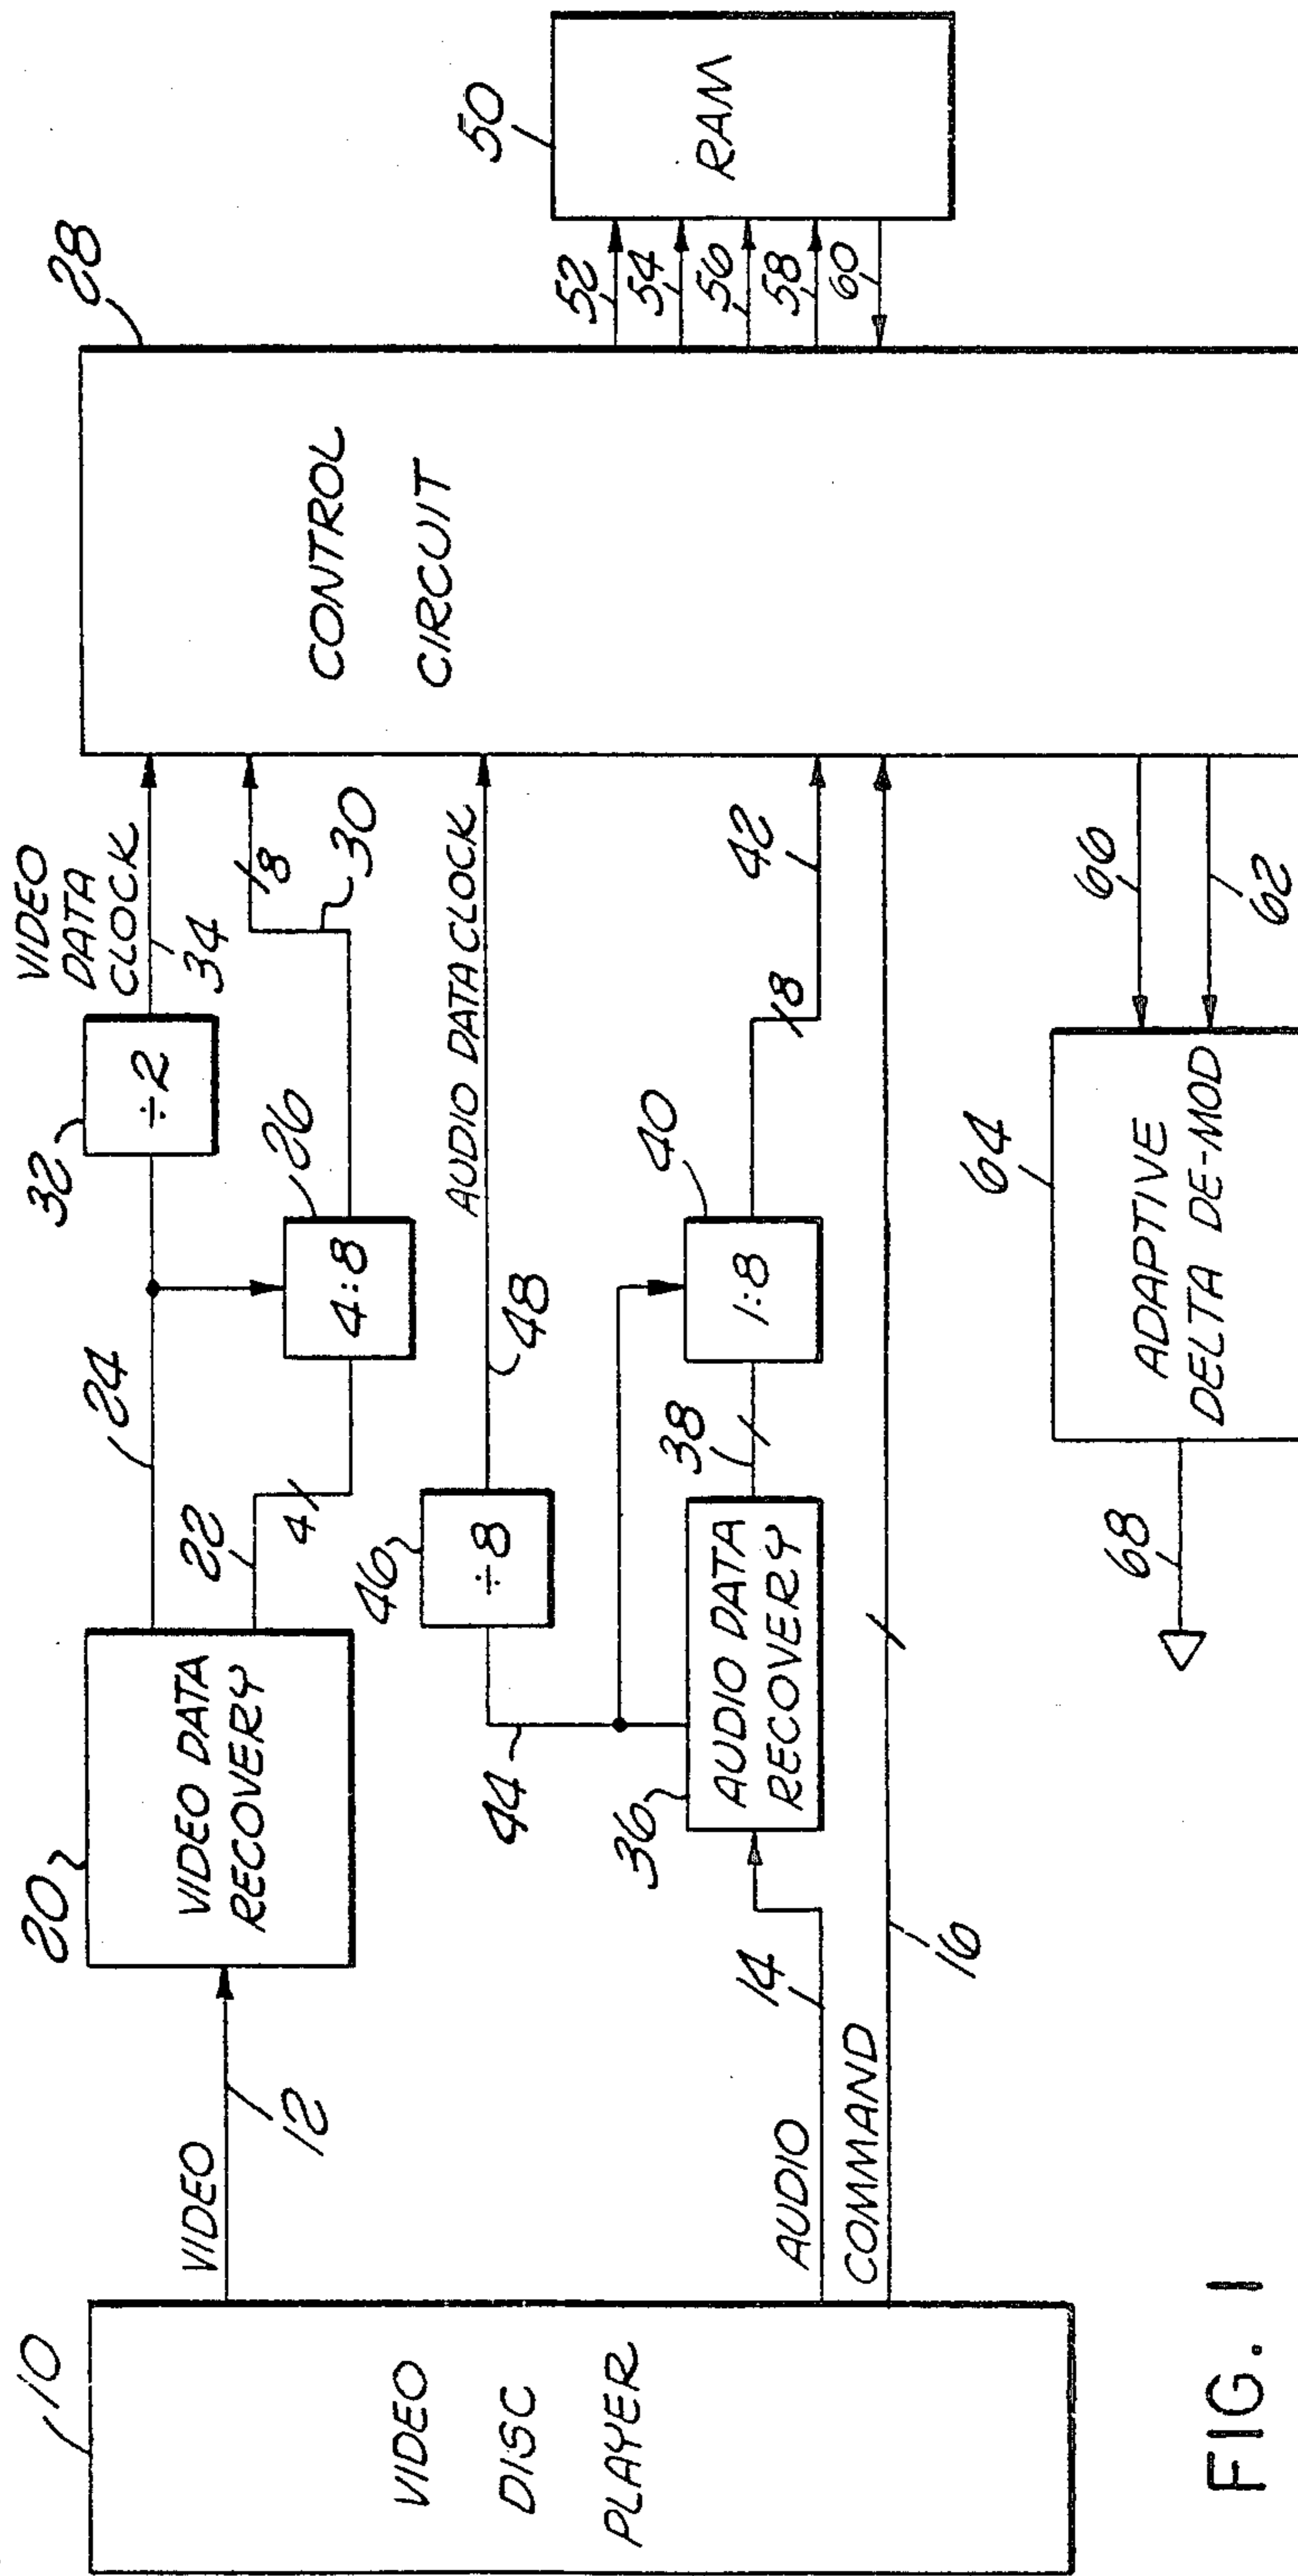 10
VIDEO
DISC
PLAYER
VIDEO
12
AUDIO
14
COMMAND
16
20
VIDEO DATA
RECOVERY
22
4
24
26
4:8
32
÷2
VIDEO
DATA
CLOCK
34
8
30
36
AUDIO DATA
RECOVERY
44
46
÷8
48
AUDIO DATA CLOCK
38
40
1:8
8
42
28
CONTROL
CIRCUIT
50
RAM
52
54
56
58
60
66
62
64
ADAPTIVE
DELTA DE-MOD
68
FIG. 1